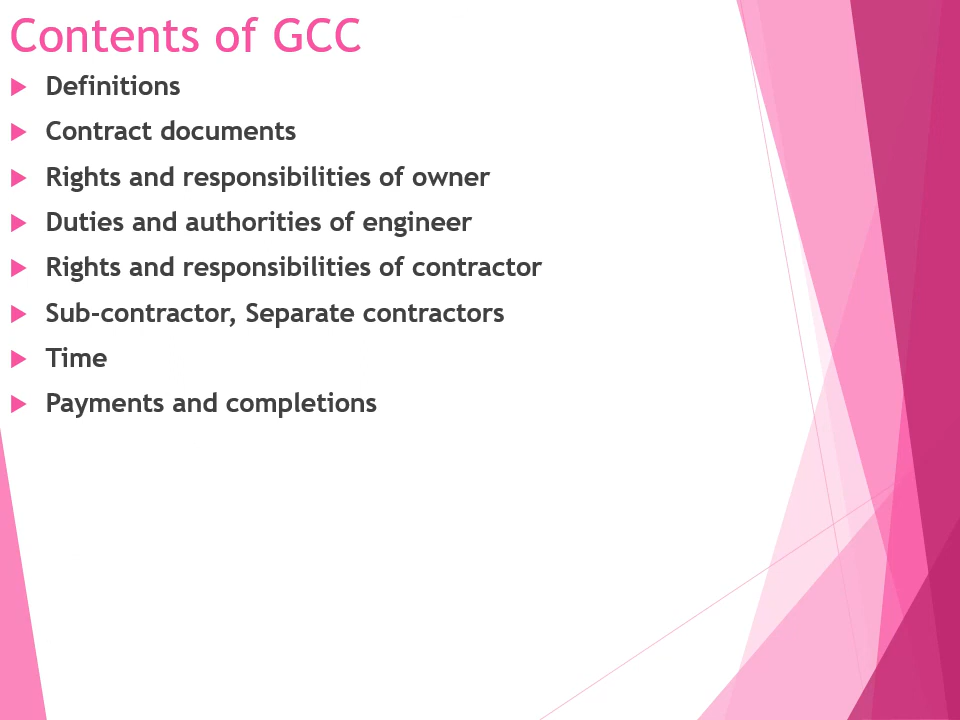 Contents of GCC
Definitions
Contract documents
Rights and responsibilities of owner
Duties and authorities of engineer
Rights and responsibilities of contractor
Sub-contractor, Separate contractors
Time
Payments and completions